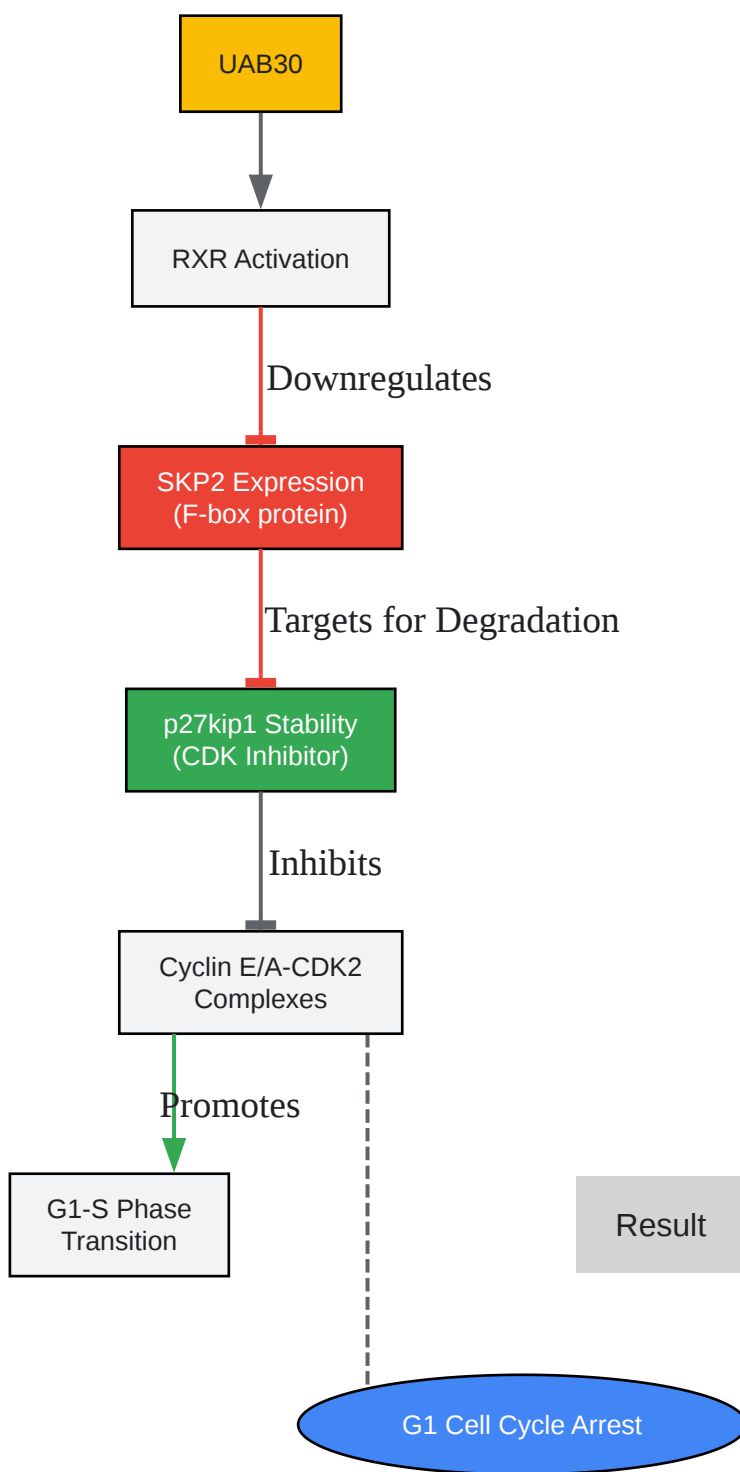 UAB30
RXR Activation
Downregulates
SKP2 Expression
(F-box protein)
Targets for Degradation
p27kip1 Stability
(CDK Inhibitor)
Inhibits
Cyclin E/A-CDK2
Complexes
Promotes
G1-S Phase
Transition
Result
G1 Cell Cycle Arrest